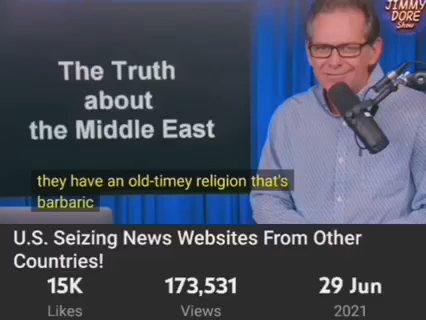 JIMMY
DORE
Show
The Truth
about
the Middle East
they have an old-timey religion that's
barbaric
U.S. Seizing News Websites From Other
Countries!
15K 173,531 29 Jun
Likes Views 2021